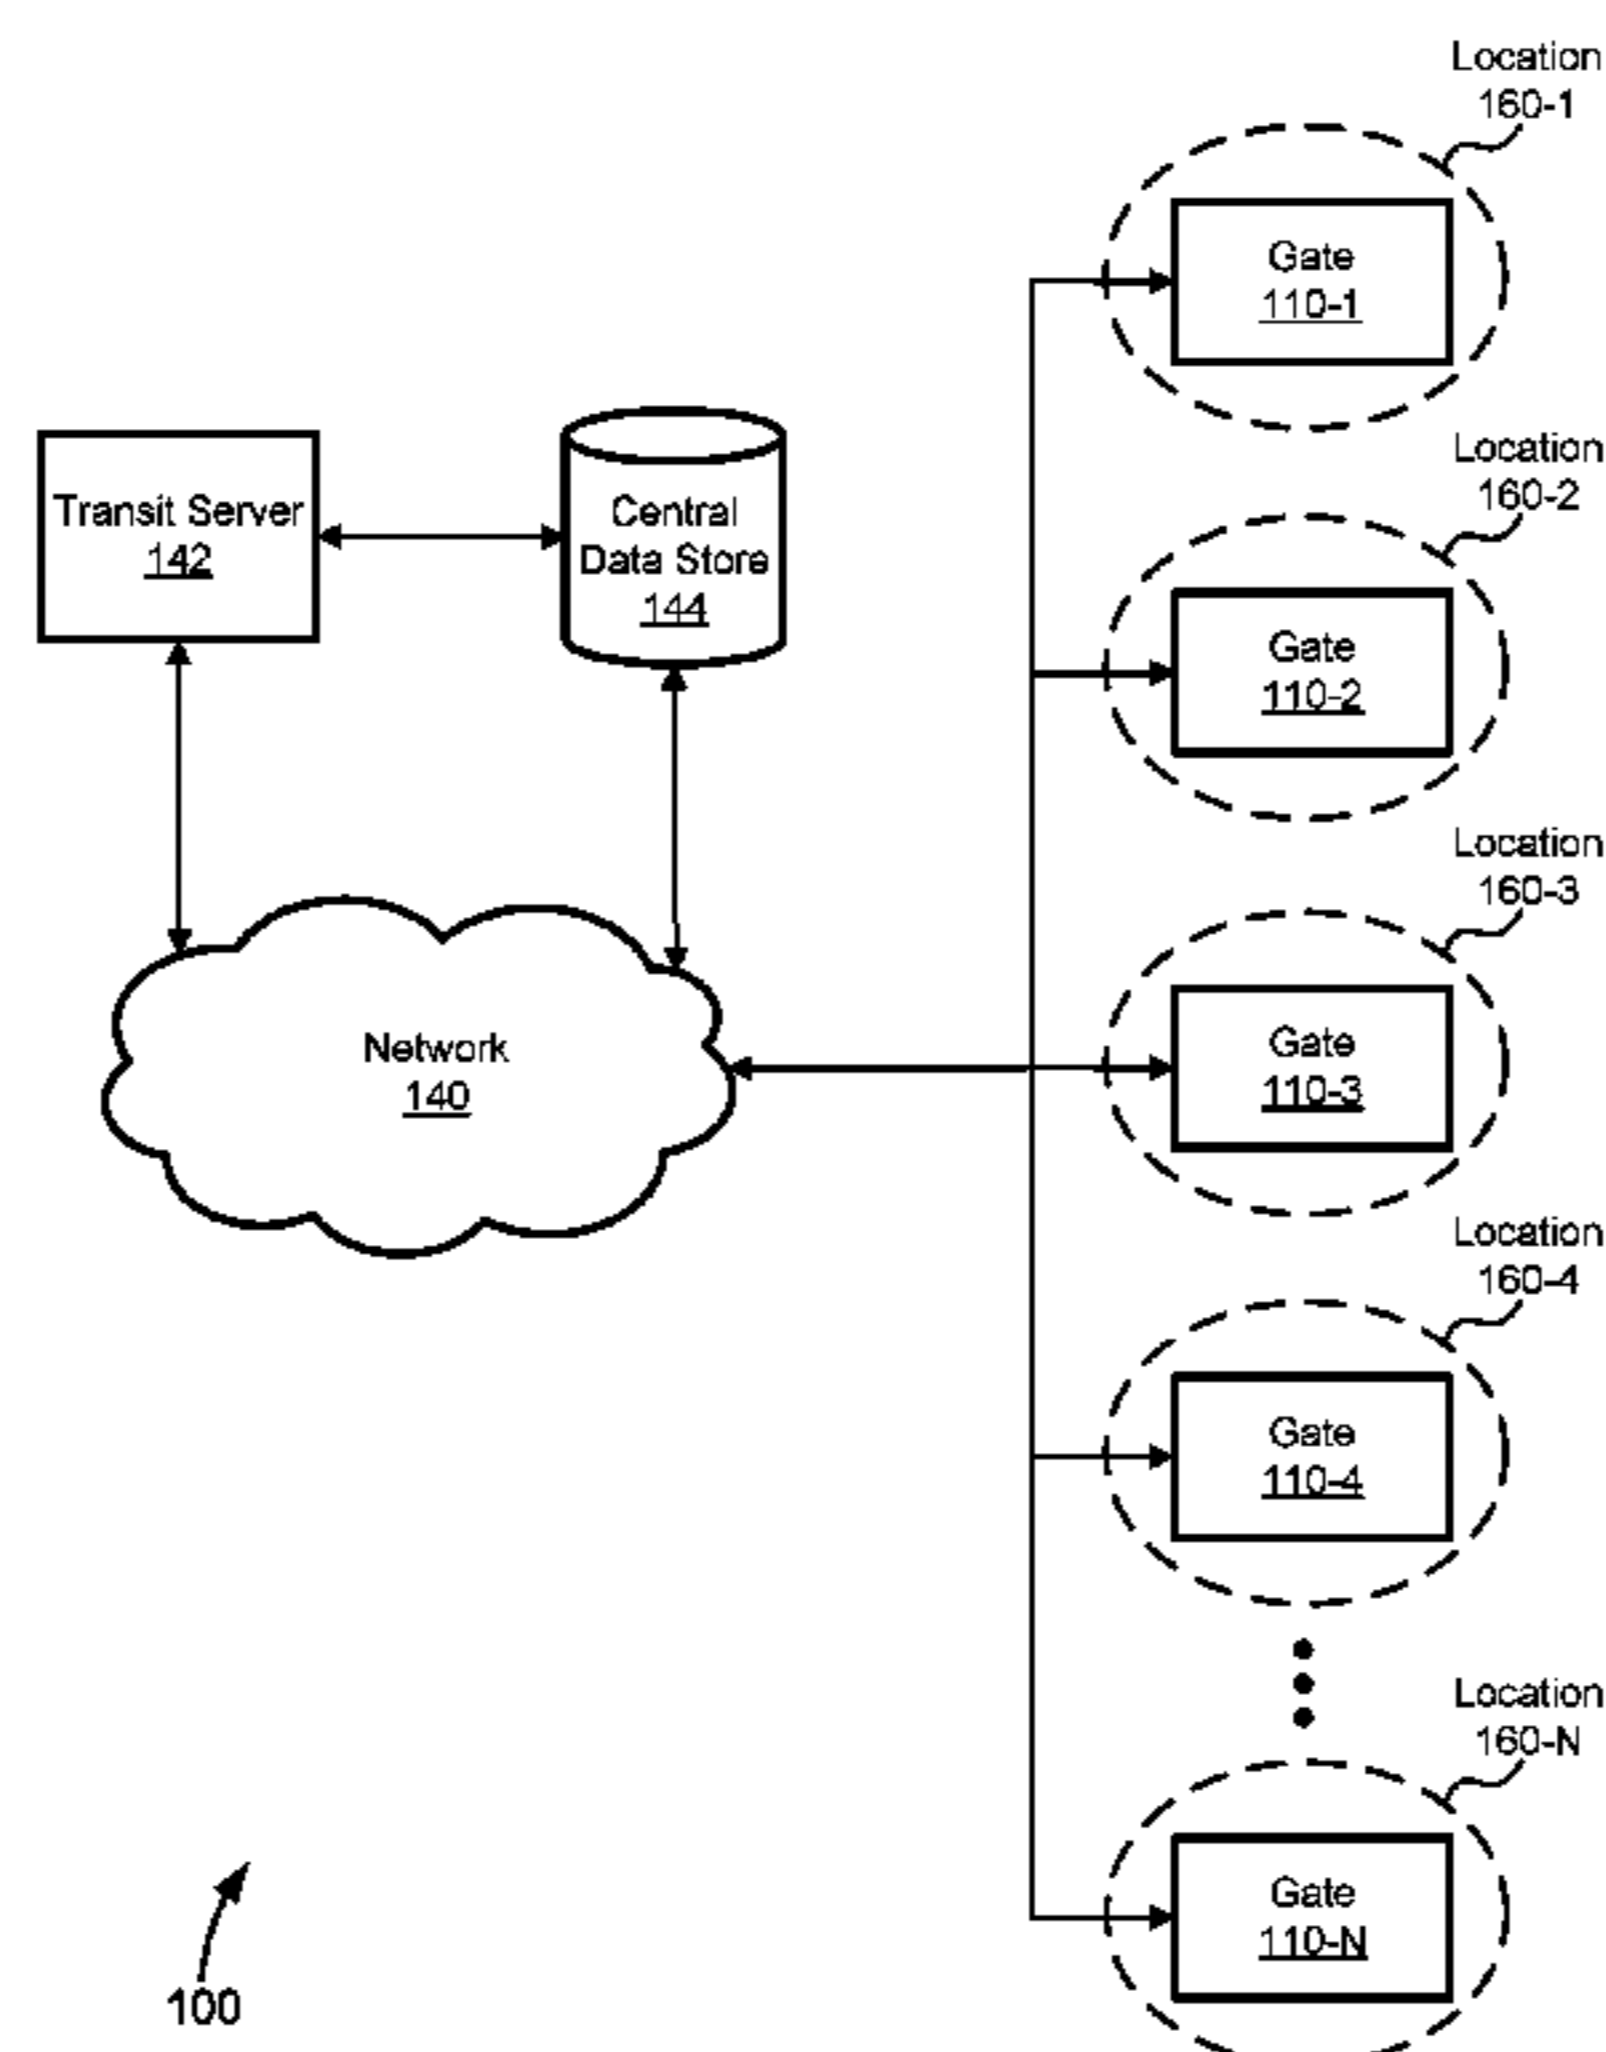 Location
160-1
Gate
110-1
Location
160-2
Transit Server
142
Central
Data Store
144
Gate
110-2
Location
160-3
Network
140
Gate
110-3
Location
160-4
Gate
110-4
Location
160-N
Gate
110-N
100